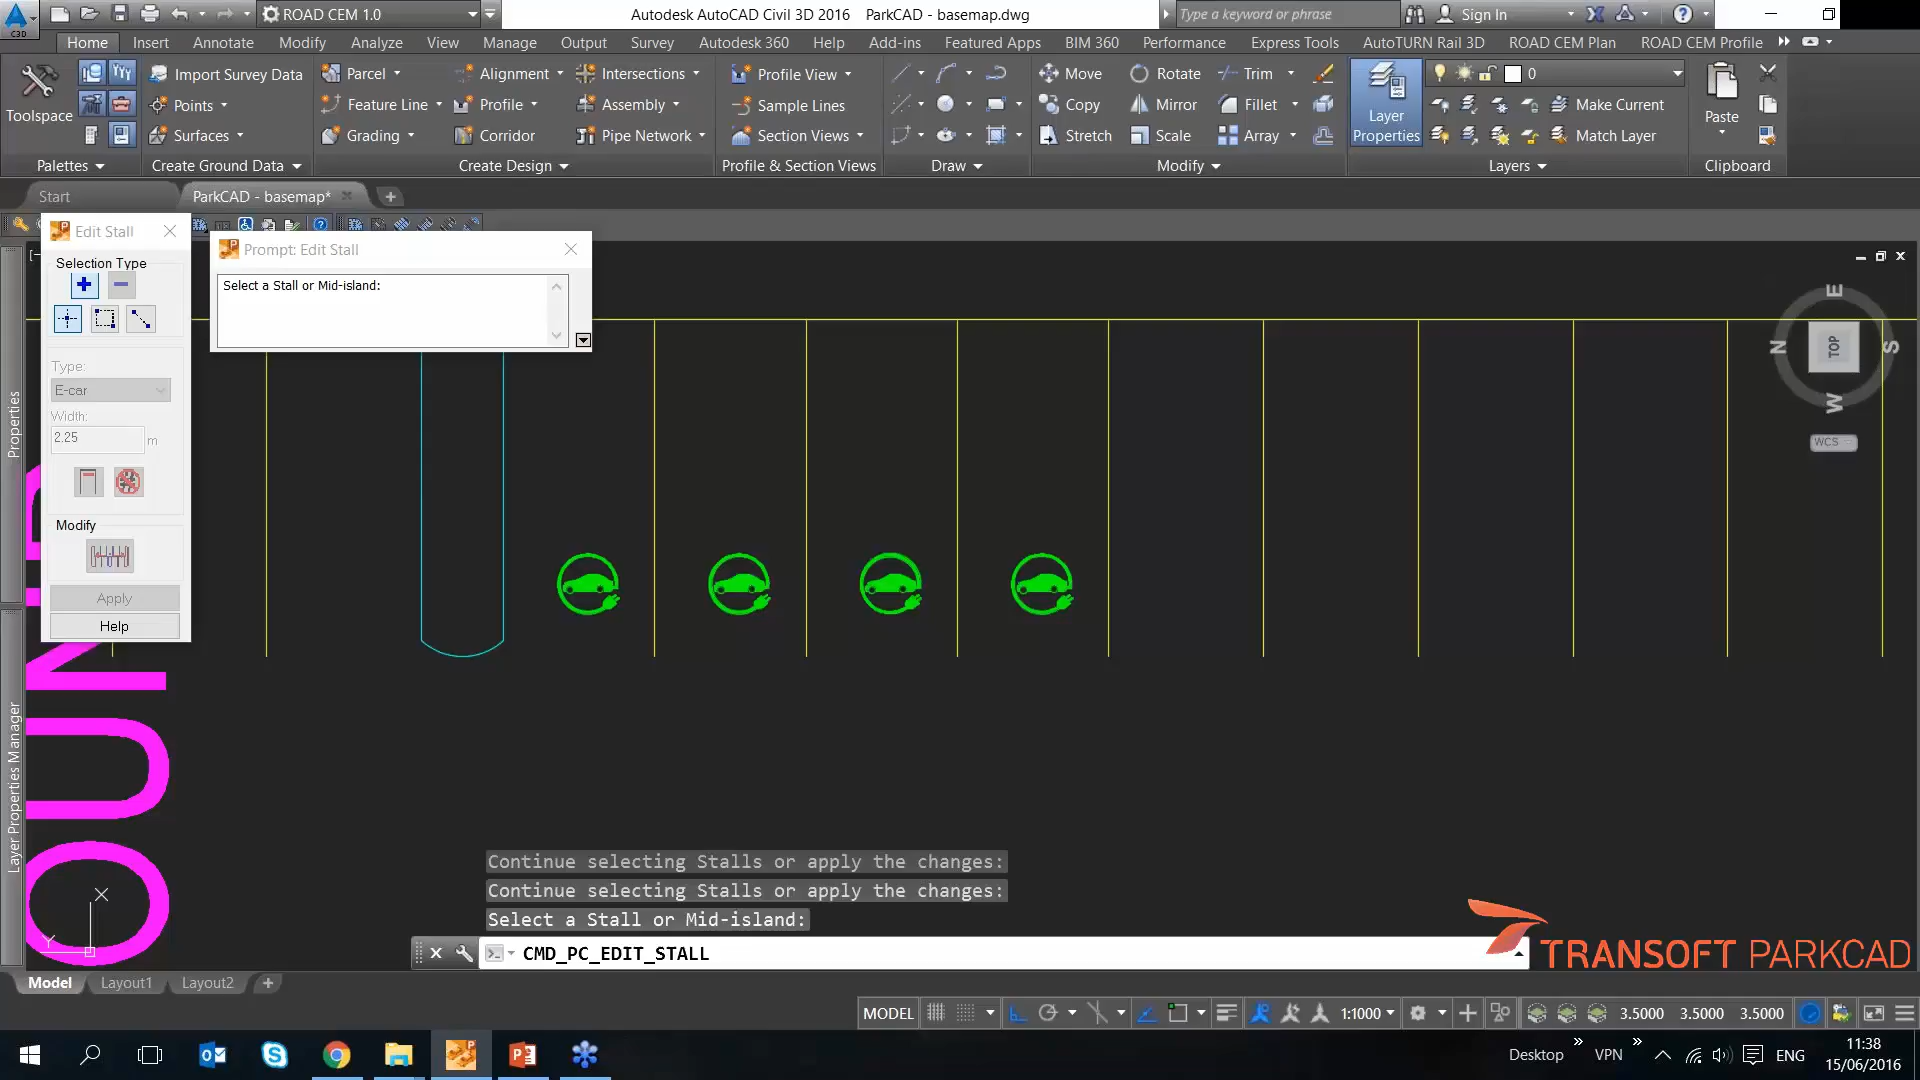 C3D
ROAD CEM 1.0
Autodesk AutoCAD Civil 3D 2016 ParkCAD - basemap.dwg
Type a keyword or phrase
Sign In
Home Insert Annotate Modify Analyze View Manage Output Survey Autodesk 360 Help Add-ins Featured Apps BIM 360 Performance Express Tools AutoTURN Rail 3D ROAD CEM Plan ROAD CEM Profile
Import Survey Data Parcel Alignment Intersections Profile View Move Rotate Trim 0
Toolspace Points Feature Line Profile Assembly Sample Lines Copy Mirror Fillet Layer Properties Make Current Paste
Surfaces Grading Corridor Pipe Network Section Views Stretch Scale Array Match Layer
Palettes Create Ground Data Create Design Profile & Section Views Draw Modify Layers Clipboard
Start ParkCAD - basemap*
Edit Stall
Selection Type
Type:
E-car
Width:
2.25 m
Modify
Apply
Help
Prompt: Edit Stall
Select a Stall or Mid-island:
[−
E
N TOP S
W
WCS
Properties
Layer Properties Manager
X
Y
Continue selecting Stalls or apply the changes:
Continue selecting Stalls or apply the changes:
Select a Stall or Mid-island:
CMD_PC_EDIT_STALL
TRANSOFT PARKCAD
Model Layout1 Layout2
MODEL 1:1000 3.5000 3.5000 3.5000
Desktop VPN ENG 11:38
15/06/2016